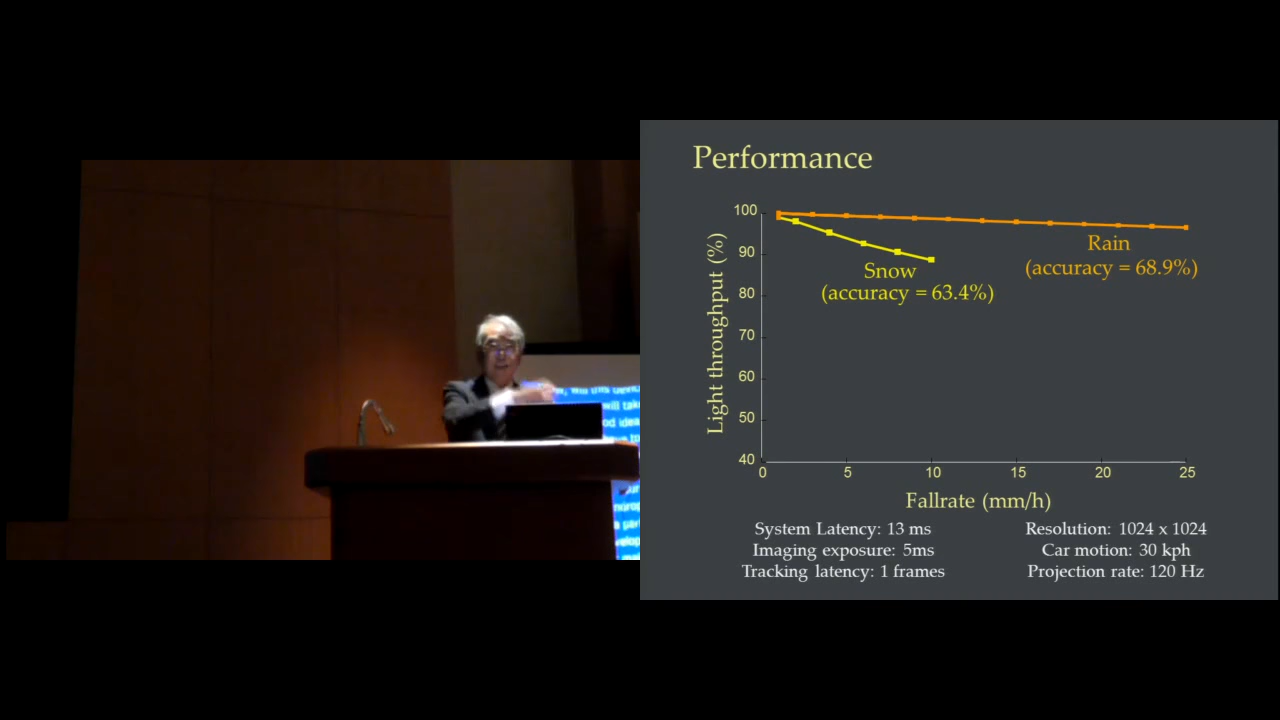 Performance
100
90
80
70
60
50
40
Light throughput (%)
Rain
(accuracy = 68.9%)
Snow
(accuracy = 63.4%)
0 5 10 15 20 25
Fallrate (mm/h)
System Latency: 13 ms
Imaging exposure: 5ms
Tracking latency: 1 frames
Resolution: 1024 x 1024
Car motion: 30 kph
Projection rate: 120 Hz
will